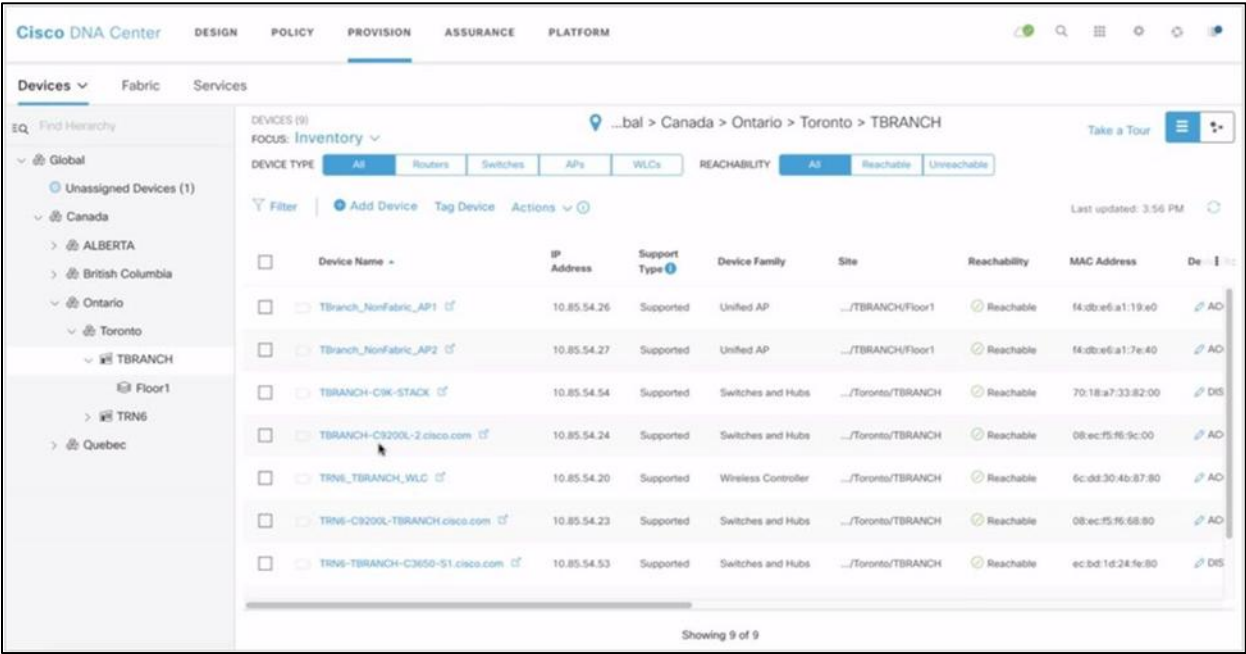 Cisco DNA Center DESIGN POLICY PROVISION ASSURANCE PLATFORM
Devices Fabric Services
Find Hierarchy
Global
Unassigned Devices (1)
Canada
ALBERTA
British Columbia
Ontario
Toronto
TBRANCH
Floor1
TRN6
Quebec
DEVICES (9)
FOCUS: Inventory
...bal > Canada > Ontario > Toronto > TBRANCH
Take a Tour
DEVICE TYPE All Routers Switches APs WLCs REACHABILITY All Reachable Unreachable
Filter Add Device Tag Device Actions Last updated: 3:56 PM
Device Name IP Address Support Type Device Family Site Reachability MAC Address De
TBranch_NonFabric_AP1 10.85.54.26 Supported Unified AP .../TBRANCH/Floor1 Reachable f4:db:e6:a1:19:e0 AC
TBranch_NonFabric_AP2 10.85.54.27 Supported Unified AP .../TBRANCH/Floor1 Reachable f4:db:e6:a1:7e:40 AC
TBRANCH-C9K-STACK 10.85.54.54 Supported Switches and Hubs .../Toronto/TBRANCH Reachable 70:18:a7:33:82:00 DIS
TBRANCH-C9200L-2.cisco.com 10.85.54.24 Supported Switches and Hubs .../Toronto/TBRANCH Reachable 08:ec:f5:f6:9c:00 AC
TRN6_TBRANCH_WLC 10.85.54.20 Supported Wireless Controller .../Toronto/TBRANCH Reachable 6c:dd:30:4b:87:80 AC
TRN6-C9200L-TBRANCH.cisco.com 10.85.54.23 Supported Switches and Hubs .../Toronto/TBRANCH Reachable 08:ec:f5:f6:68:80 AC
TRN6-TBRANCH-C3650-S1.cisco.com 10.85.54.53 Supported Switches and Hubs .../Toronto/TBRANCH Reachable ec:bd:1d:24:fe:80 DIS
Showing 9 of 9